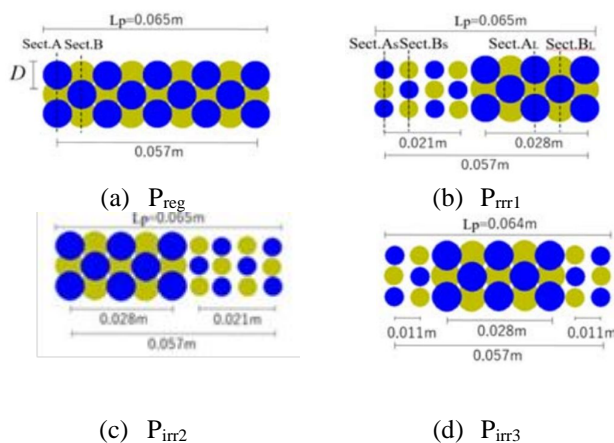 Lp=0.065m
Sect.A Sect.B
D
0.057m
(a) Preg
Lp=0.065m
Sect.As Sect.Bs Sect.AL Sect.BL
0.021m 0.028m
0.057m
(b) Prrr1
Lp=0.065m
0.028m 0.021m
0.057m
(c) Pirr2
Lp=0.064m
0.011m 0.028m 0.011m
0.057m
(d) Pirr3